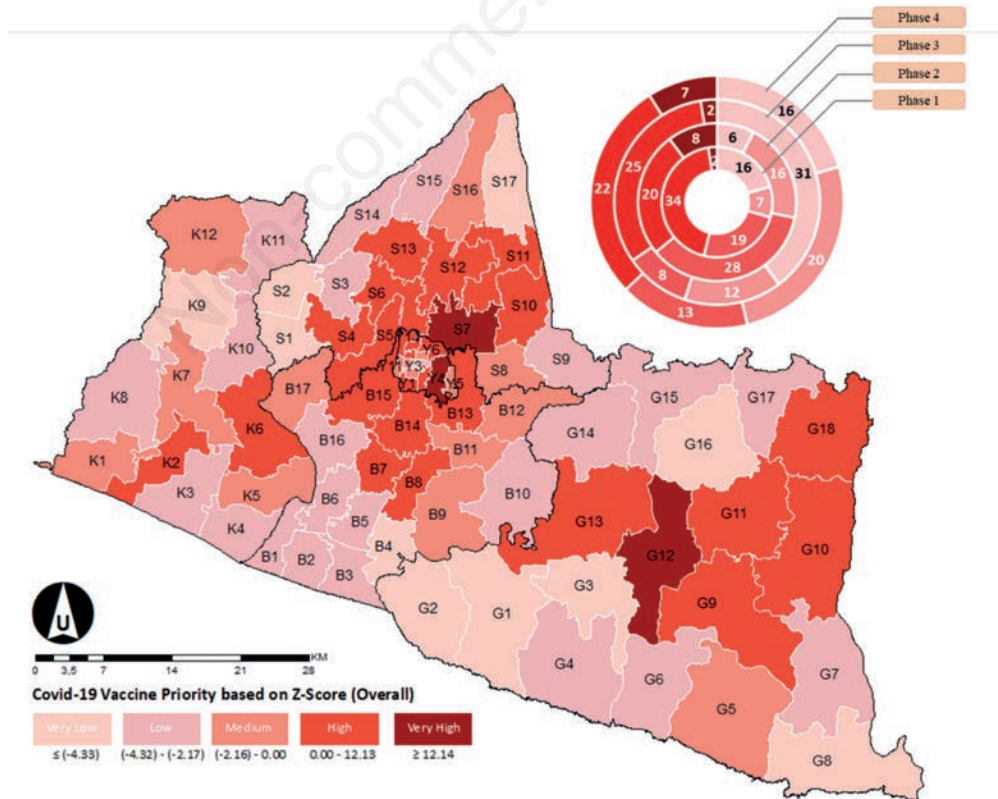 Non-commer
Phase 4
Phase 3
Phase 2
Phase 1
7
16
2
8
6
16
25
22
20
34
16
31
7
19
28
20
8
12
13
S17
S15
S16
S14
K12
K11
S13
S12
S11
S3
S2
S6
S10
K9
S1
S4
S5
S7
Y6
Y3
K10
S8
S9
Y4
Y5
K7
B17
B15
K8
B13
B12
G15
G17
K6
B14
G14
G16
G18
B16
B11
K1
K2
B7
B8
K3
K5
B6
B10
B9
G13
G11
K4
B5
B4
G12
G10
B1
B2
B3
G3
G9
G2
G1
G4
G6
G7
G5
G8
U
KM
0 3,5 7 14 21 28
Covid-19 Vaccine Priority based on Z-Score (Overall)
Very Low Low Medium High Very High
≤ (-4.33) (-4.32) - (-2.17) (-2.16) - 0.00 0.00 - 12.13 ≥ 12.14